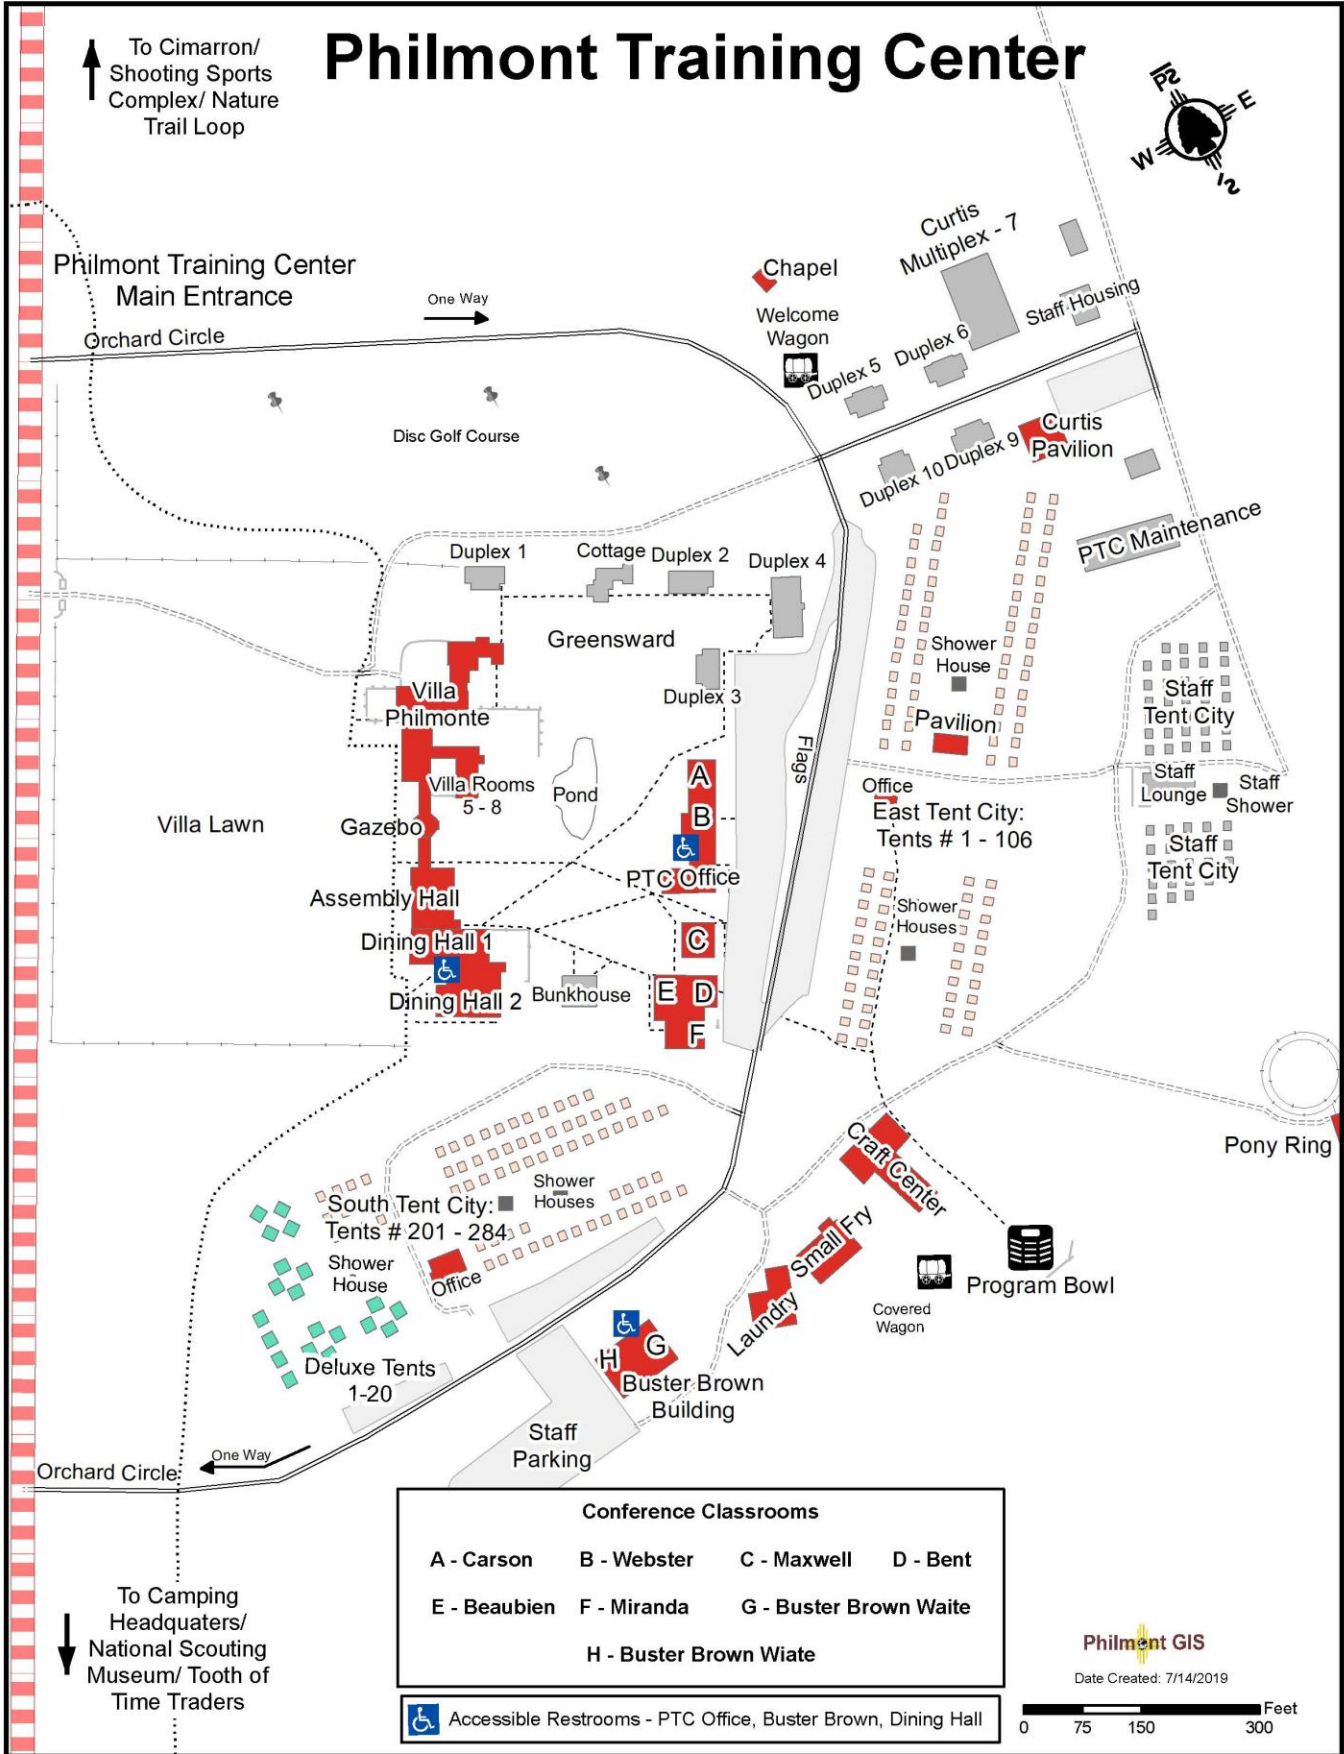 Philmont Training Center
To Cimarron/
Shooting Sports
Complex/ Nature
Trail Loop
E
W
Curtis
Multiplex - 7
Chapel
Philmont Training Center
Main Entrance
One Way
Orchard Circle
Welcome
Wagon
Staff Housing
Duplex 6
Duplex 5
Disc Golf Course
Curtis
Pavilion
Duplex 9
Duplex 10
PTC Maintenance
Duplex 1
Cottage
Duplex 2
Duplex 4
Greensward
Shower
House
Villa
Philmonte
Duplex 3
Staff
Tent City
Pavilion
Flags
A
Villa Rooms
5 - 8
Pond
Office
Staff
Lounge
Staff
Shower
Villa Lawn
Gazebo
B
East Tent City:
Tents # 1 - 106
Staff
Tent City
PTC Office
Assembly Hall
Shower
Houses
Dining Hall 1
C
Dining Hall 2
Bunkhouse
E
D
F
Pony Ring
Craft Center
South Tent City:
Tents # 201 - 284
Shower
Houses
Small Fry
Shower
House
Office
Program Bowl
Covered
Wagon
Laundry
H
G
Deluxe Tents
1-20
Buster Brown
Building
Staff
Parking
One Way
Orchard Circle
To Camping
Headquaters/
National Scouting
Museum/ Tooth of
Time Traders
Conference Classrooms
A - Carson B - Webster C - Maxwell D - Bent
E - Beaubien F - Miranda G - Buster Brown Waite
H - Buster Brown Wiate
Accessible Restrooms - PTC Office, Buster Brown, Dining Hall
Philmont GIS
Date Created: 7/14/2019
Feet
0 75 150 300